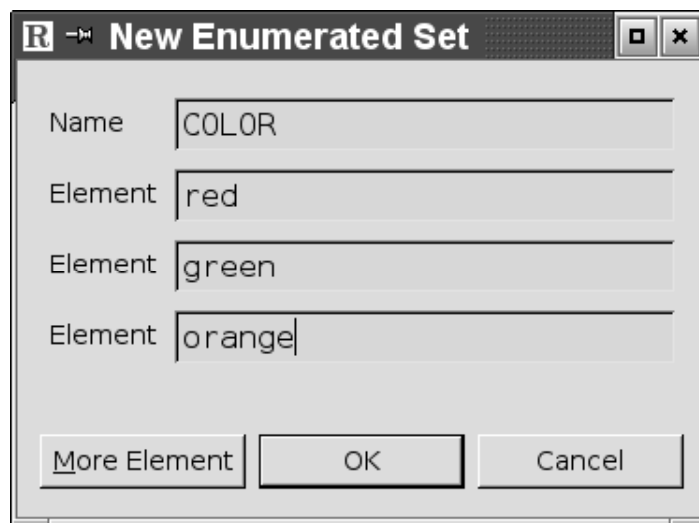 R New Enumerated Set
Name COLOR
Element red
Element green
Element orange
More Element OK Cancel